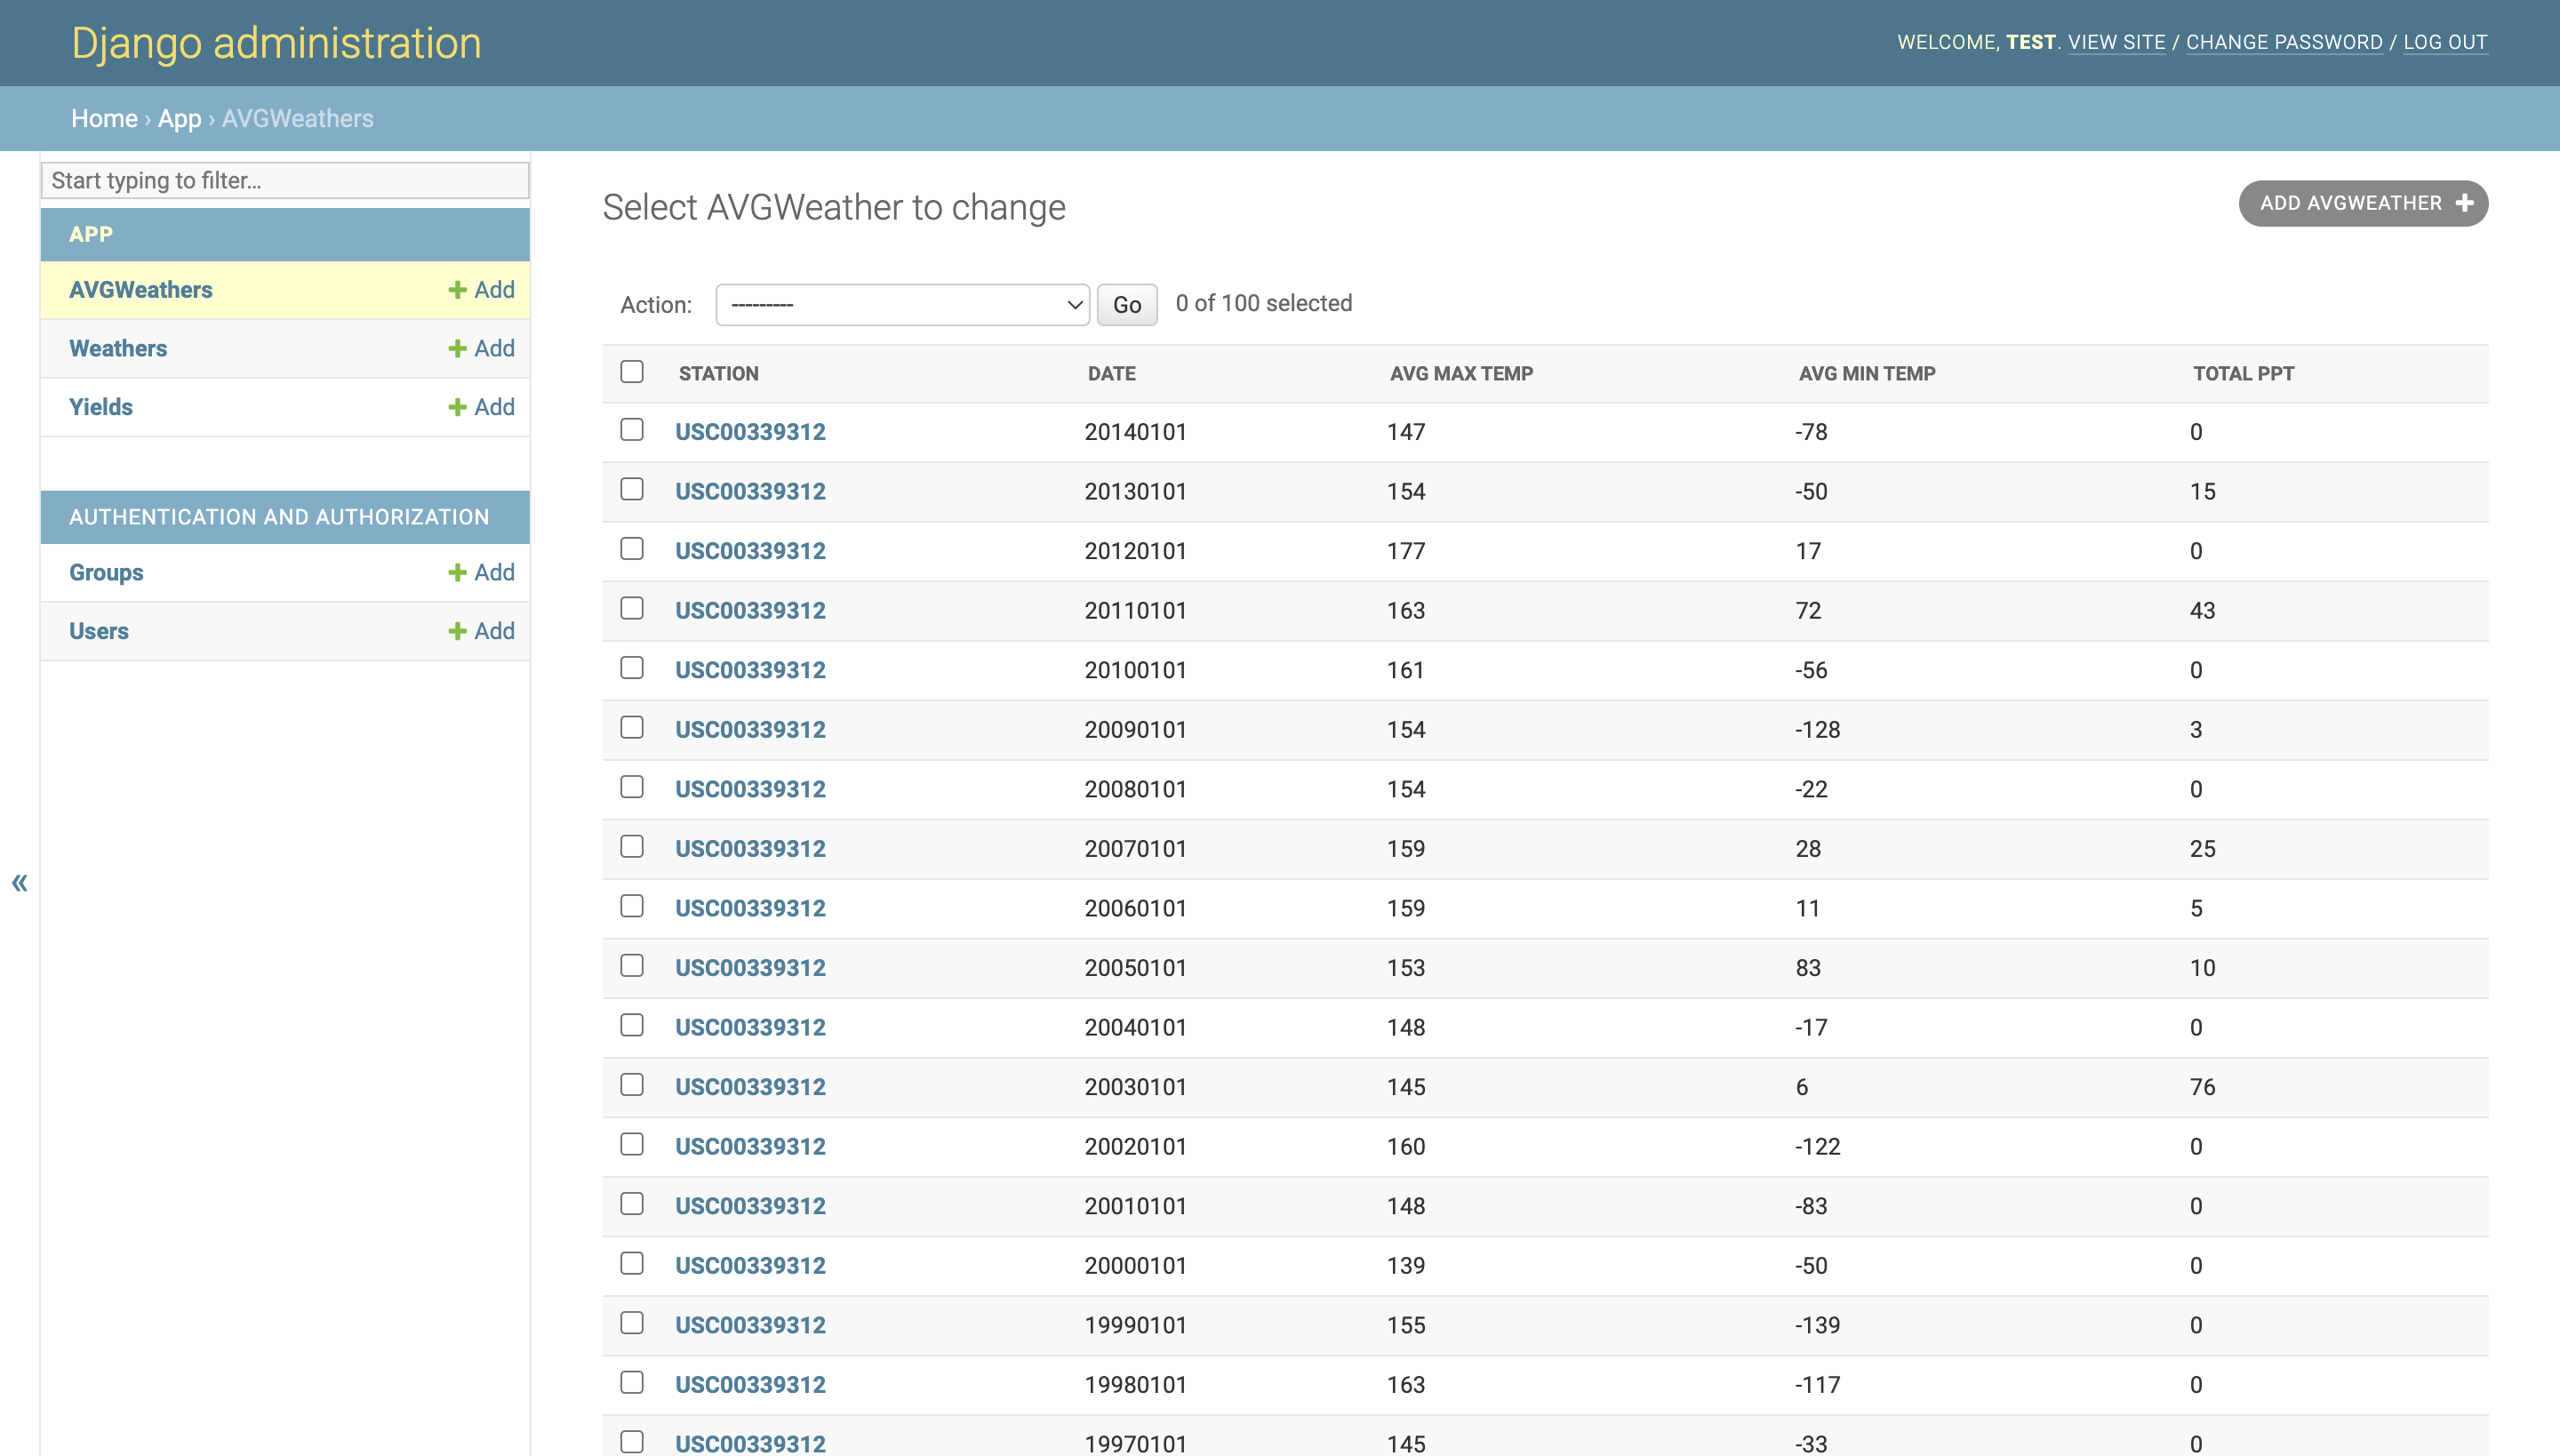 Django administration
WELCOME, TEST. VIEW SITE / CHANGE PASSWORD / LOG OUT
Home › App › AVGWeathers
Start typing to filter...
APP
AVGWeathers + Add
Weathers + Add
Yields + Add
AUTHENTICATION AND AUTHORIZATION
Groups + Add
Users + Add
«
Select AVGWeather to change
ADD AVGWEATHER +
Action: --------- Go 0 of 100 selected
STATION DATE AVG MAX TEMP AVG MIN TEMP TOTAL PPT
USC00339312 20140101 147 -78 0
USC00339312 20130101 154 -50 15
USC00339312 20120101 177 17 0
USC00339312 20110101 163 72 43
USC00339312 20100101 161 -56 0
USC00339312 20090101 154 -128 3
USC00339312 20080101 154 -22 0
USC00339312 20070101 159 28 25
USC00339312 20060101 159 11 5
USC00339312 20050101 153 83 10
USC00339312 20040101 148 -17 0
USC00339312 20030101 145 6 76
USC00339312 20020101 160 -122 0
USC00339312 20010101 148 -83 0
USC00339312 20000101 139 -50 0
USC00339312 19990101 155 -139 0
USC00339312 19980101 163 -117 0
USC00339312 19970101 145 -33 0